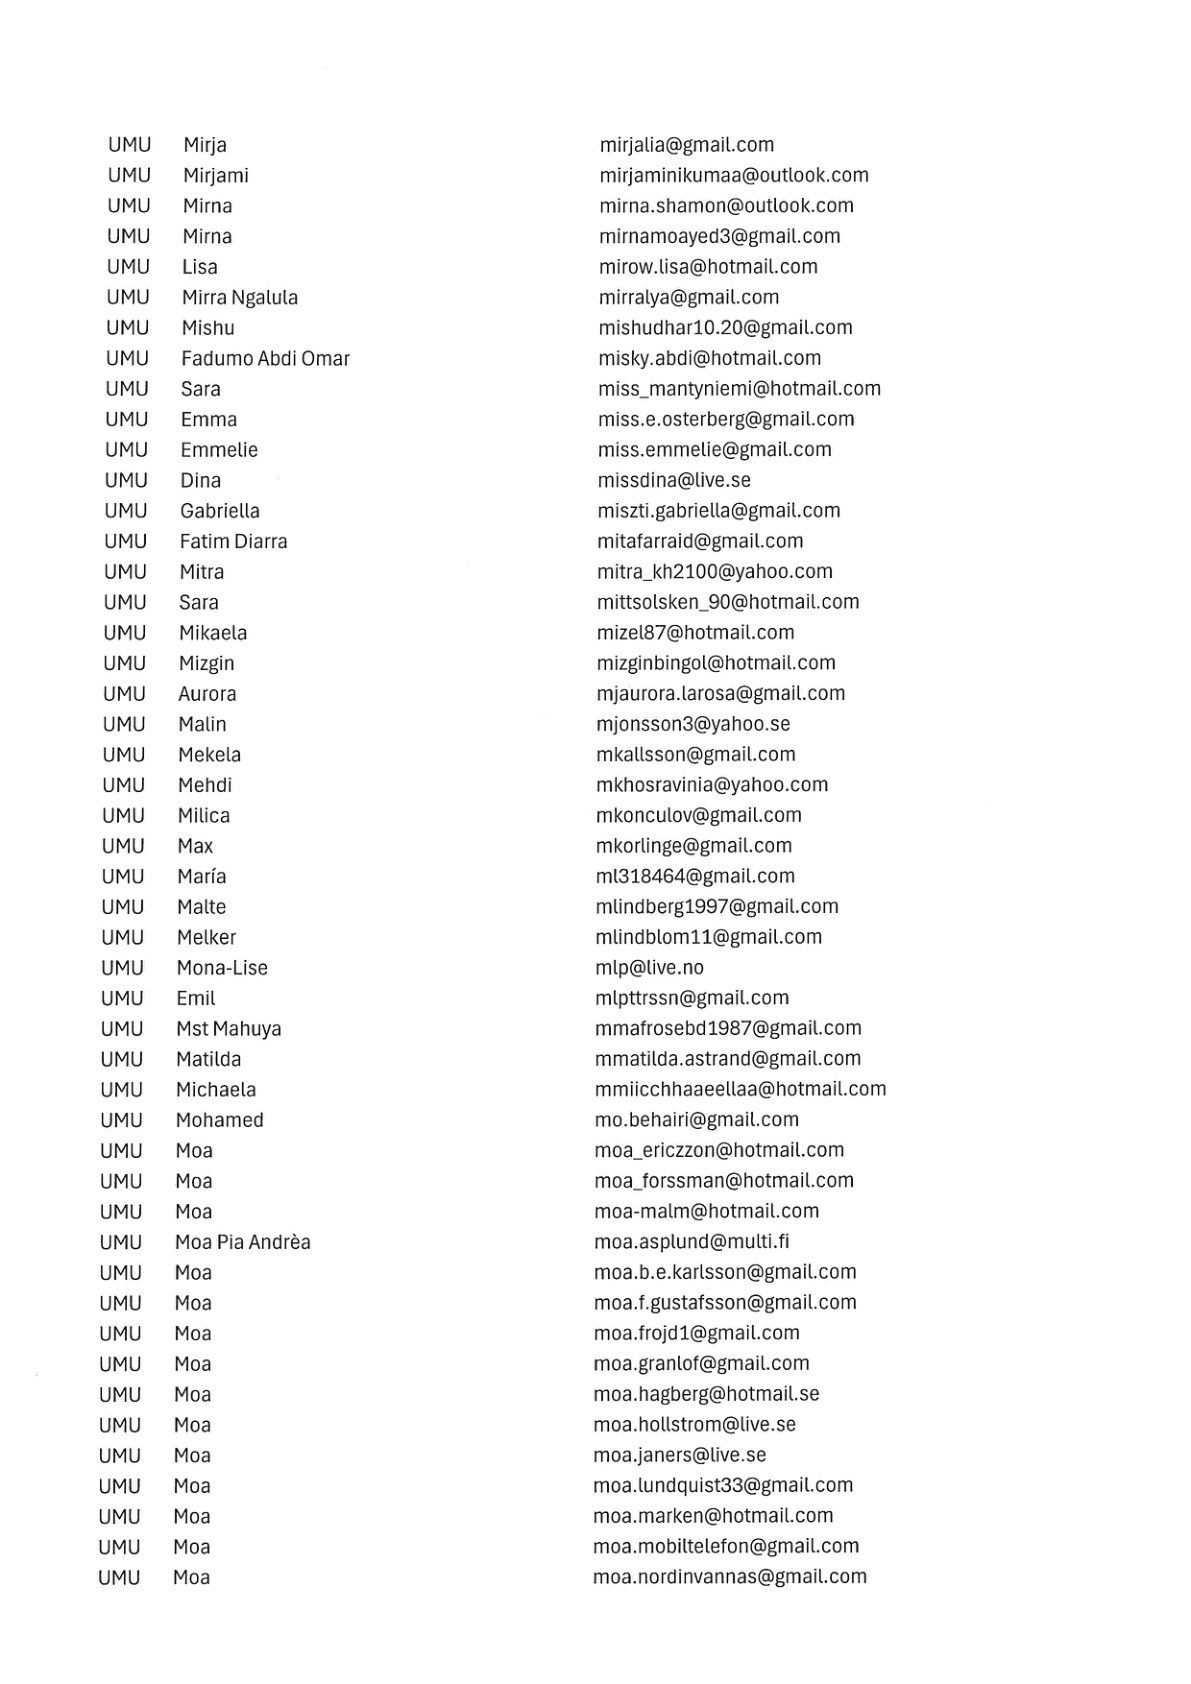 UMU Mirja mirjalia@gmail.com
UMU Mirjami mirjaminikumaa@outlook.com
UMU Mirna mirna.shamon@outlook.com
UMU Mirna mirnamoayed3@gmail.com
UMU Lisa mirow.lisa@hotmail.com
UMU Mirra Ngalula mirralya@gmail.com
UMU Mishu mishudhar10.20@gmail.com
UMU Fadumo Abdi Omar misky.abdi@hotmail.com
UMU Sara miss_mantyniemi@hotmail.com
UMU Emma miss.e.osterberg@gmail.com
UMU Emmelie miss.emmelie@gmail.com
UMU Dina missdina@live.se
UMU Gabriella miszti.gabriella@gmail.com
UMU Fatim Diarra mitafarraid@gmail.com
UMU Mitra mitra_kh2100@yahoo.com
UMU Sara mittsolsken_90@hotmail.com
UMU Mikaela mizel87@hotmail.com
UMU Mizgin mizginbingol@hotmail.com
UMU Aurora mjaurora.larosa@gmail.com
UMU Malin mjonsson3@yahoo.se
UMU Mekela mkallsson@gmail.com
UMU Mehdi mkhosravinia@yahoo.com
UMU Milica mkonculov@gmail.com
UMU Max mkorlinge@gmail.com
UMU María ml318464@gmail.com
UMU Malte mlindberg1997@gmail.com
UMU Melker mlindblom11@gmail.com
UMU Mona-Lise mlp@live.no
UMU Emil mlpttrssn@gmail.com
UMU Mst Mahuya mmafrosebd1987@gmail.com
UMU Matilda mmatilda.astrand@gmail.com
UMU Michaela mmiicchhaaeellaa@hotmail.com
UMU Mohamed mo.behairi@gmail.com
UMU Moa moa_ericzzon@hotmail.com
UMU Moa moa_forssman@hotmail.com
UMU Moa moa-malm@hotmail.com
UMU Moa Pia Andrèa moa.asplund@multi.fi
UMU Moa moa.b.e.karlsson@gmail.com
UMU Moa moa.f.gustafsson@gmail.com
UMU Moa moa.frojd1@gmail.com
UMU Moa moa.granlof@gmail.com
UMU Moa moa.hagberg@hotmail.se
UMU Moa moa.hollstrom@live.se
UMU Moa moa.janers@live.se
UMU Moa moa.lundquist33@gmail.com
UMU Moa moa.marken@hotmail.com
UMU Moa moa.mobiltelefon@gmail.com
UMU Moa moa.nordinvannas@gmail.com